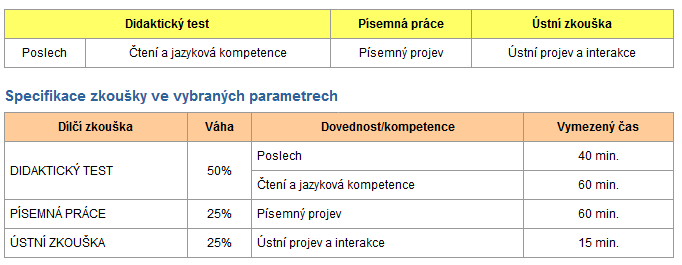 Didaktický test Písemná práce Ústní zkouška
Poslech Čtení a jazyková kompetence Písemný projev Ústní projev a interakce
Specifikace zkoušky ve vybraných parametrech
Dílčí zkouška Váha Dovednost/kompetence Vymezený čas
DIDAKTICKÝ TEST 50% Poslech 40 min.
Čtení a jazyková kompetence 60 min.
PÍSEMNÁ PRÁCE 25% Písemný projev 60 min.
ÚSTNÍ ZKOUŠKA 25% Ústní projev a interakce 15 min.